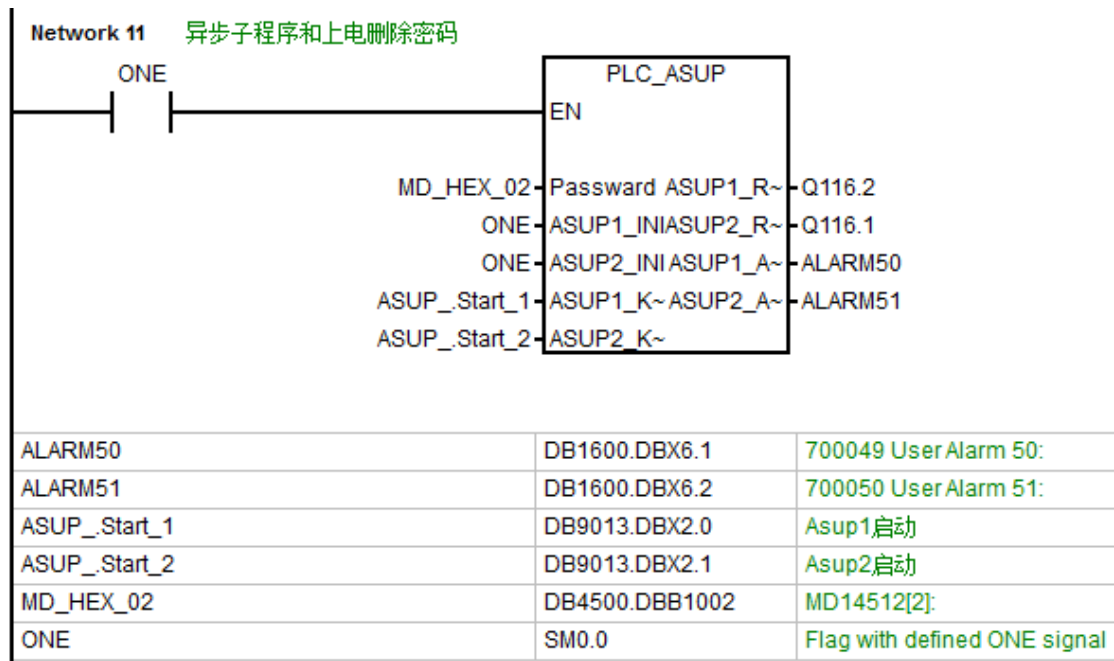 Network 11 异步子程序和上电删除密码
ONE
PLC_ASUP
EN
MD_HEX_02 Passward ASUP1_R~ Q116.2
ONE ASUP1_INI ASUP2_R~ Q116.1
ONE ASUP2_INI ASUP1_A~ ALARM50
ASUP_.Start_1 ASUP1_K~ ASUP2_A~ ALARM51
ASUP_.Start_2 ASUP2_K~
ALARM50 DB1600.DBX6.1 700049 User Alarm 50:
ALARM51 DB1600.DBX6.2 700050 User Alarm 51:
ASUP_.Start_1 DB9013.DBX2.0 Asup1启动
ASUP_.Start_2 DB9013.DBX2.1 Asup2启动
MD_HEX_02 DB4500.DBB1002 MD14512[2]:
ONE SM0.0 Flag with defined ONE signal